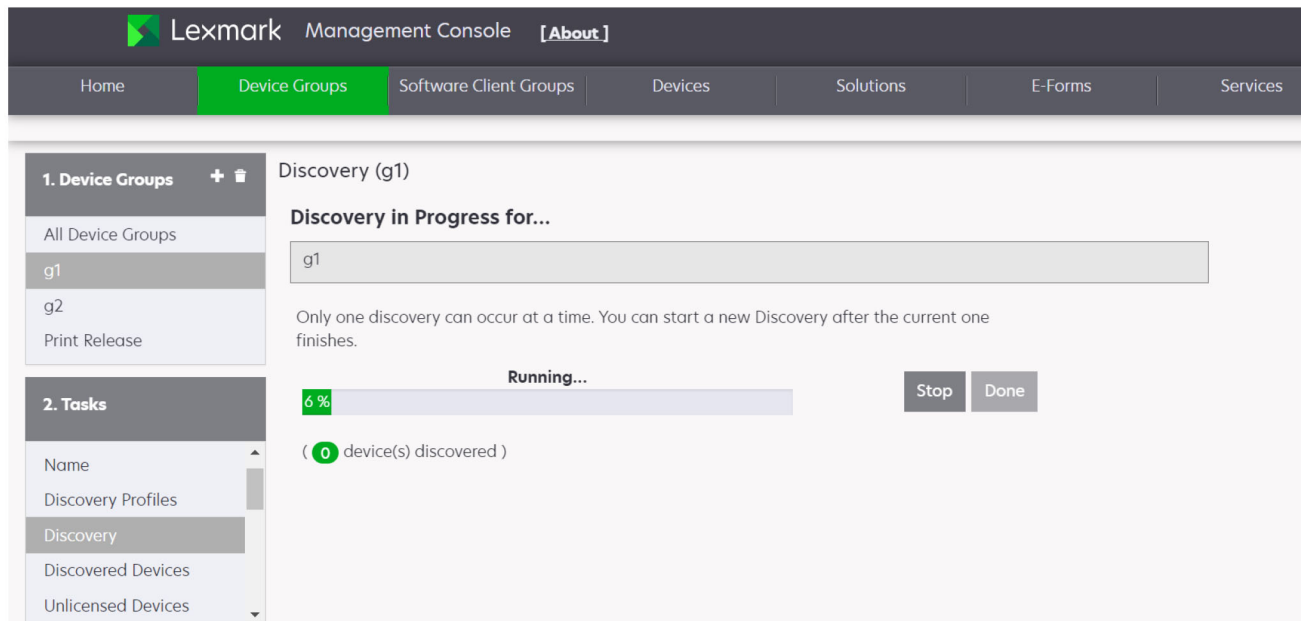 Lexmark Management Console [About]
Home Device Groups Software Client Groups Devices Solutions E-Forms Services
1. Device Groups
All Device Groups
g1
g2
Print Release
2. Tasks
Name
Discovery Profiles
Discovery
Discovered Devices
Unlicensed Devices
Discovery (g1)
Discovery in Progress for...
g1
Only one discovery can occur at a time. You can start a new Discovery after the current one
finishes.
Running...
6 %
Stop Done
( 0 device(s) discovered )